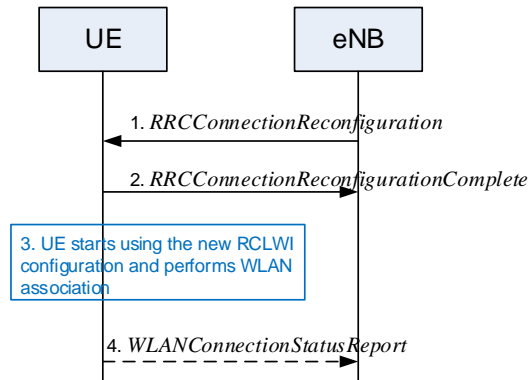 UE
eNB
1. RRCConnectionReconfiguration
2. RRCConnectionReconfigurationComplete
3. UE starts using the new RCLWI
configuration and performs WLAN
association
4. WLANConnectionStatusReport